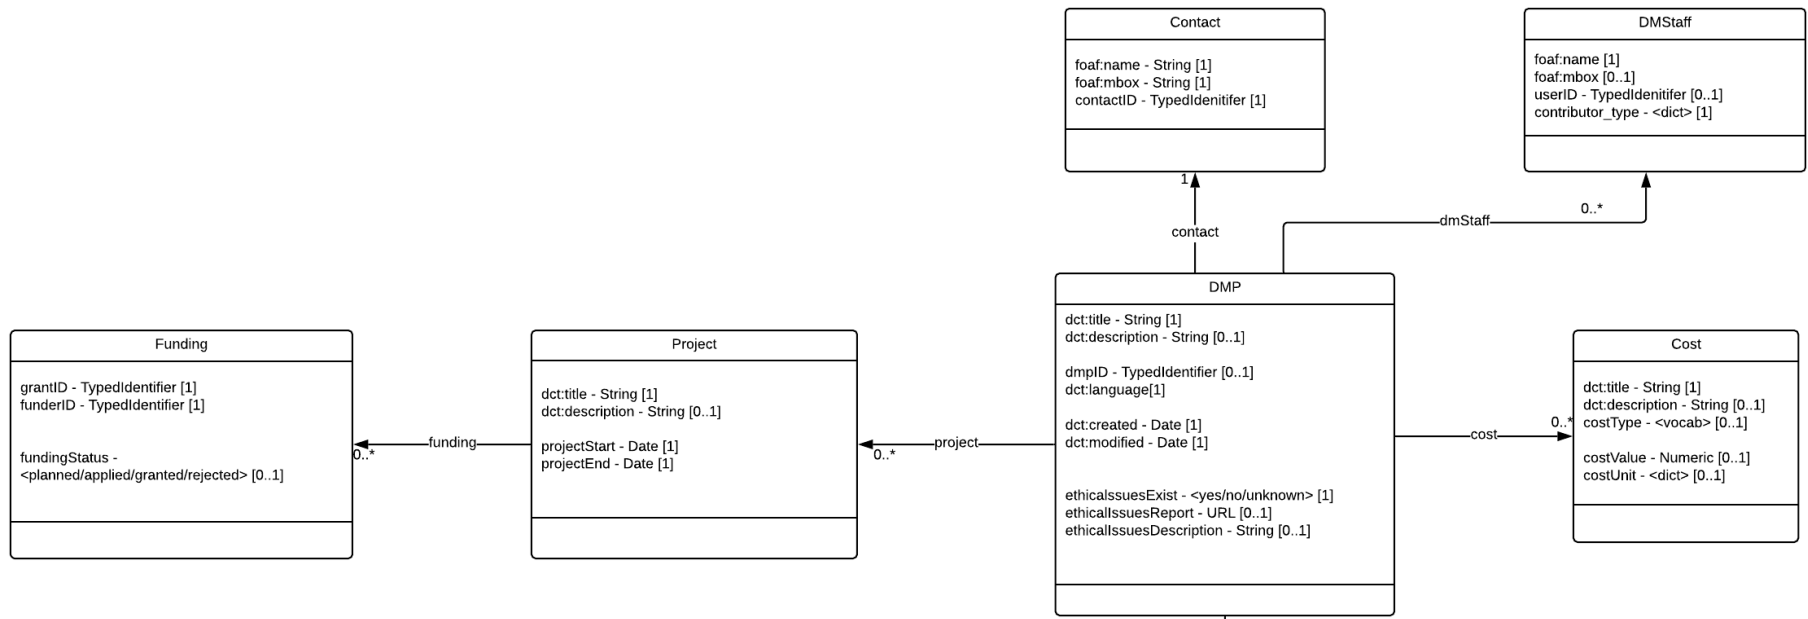 Contact
foaf:name - String [1]
foaf:mbox - String [1]
contactID - TypedIdenitifer [1]
DMStaff
foaf:name [1]
foaf:mbox [0..1]
userID - TypedIdenitifer [0..1]
contributor_type - <dict> [1]
1
contact
0..*
dmStaff
DMP
dct:title - String [1]
dct:description - String [0..1]
dmpID - TypedIdentifier [0..1]
dct:language[1]
dct:created - Date [1]
dct:modified - Date [1]
ethicalssuesExist - <yes/no/unknown> [1]
ethicalIssuesReport - URL [0..1]
ethicalIssuesDescription - String [0..1]
Funding
grantID - TypedIdentifier [1]
funderID - TypedIdentifier [1]
fundingStatus -
<planned/applied/granted/rejected> [0..1]
funding
0..*
Project
dct:title - String [1]
dct:description - String [0..1]
projectStart - Date [1]
projectEnd - Date [1]
project
0..*
cost
0..*
Cost
dct:title - String [1]
dct:description - String [0..1]
costType - <vocab> [0..1]
costValue - Numeric [0..1]
costUnit - <dict> [0..1]